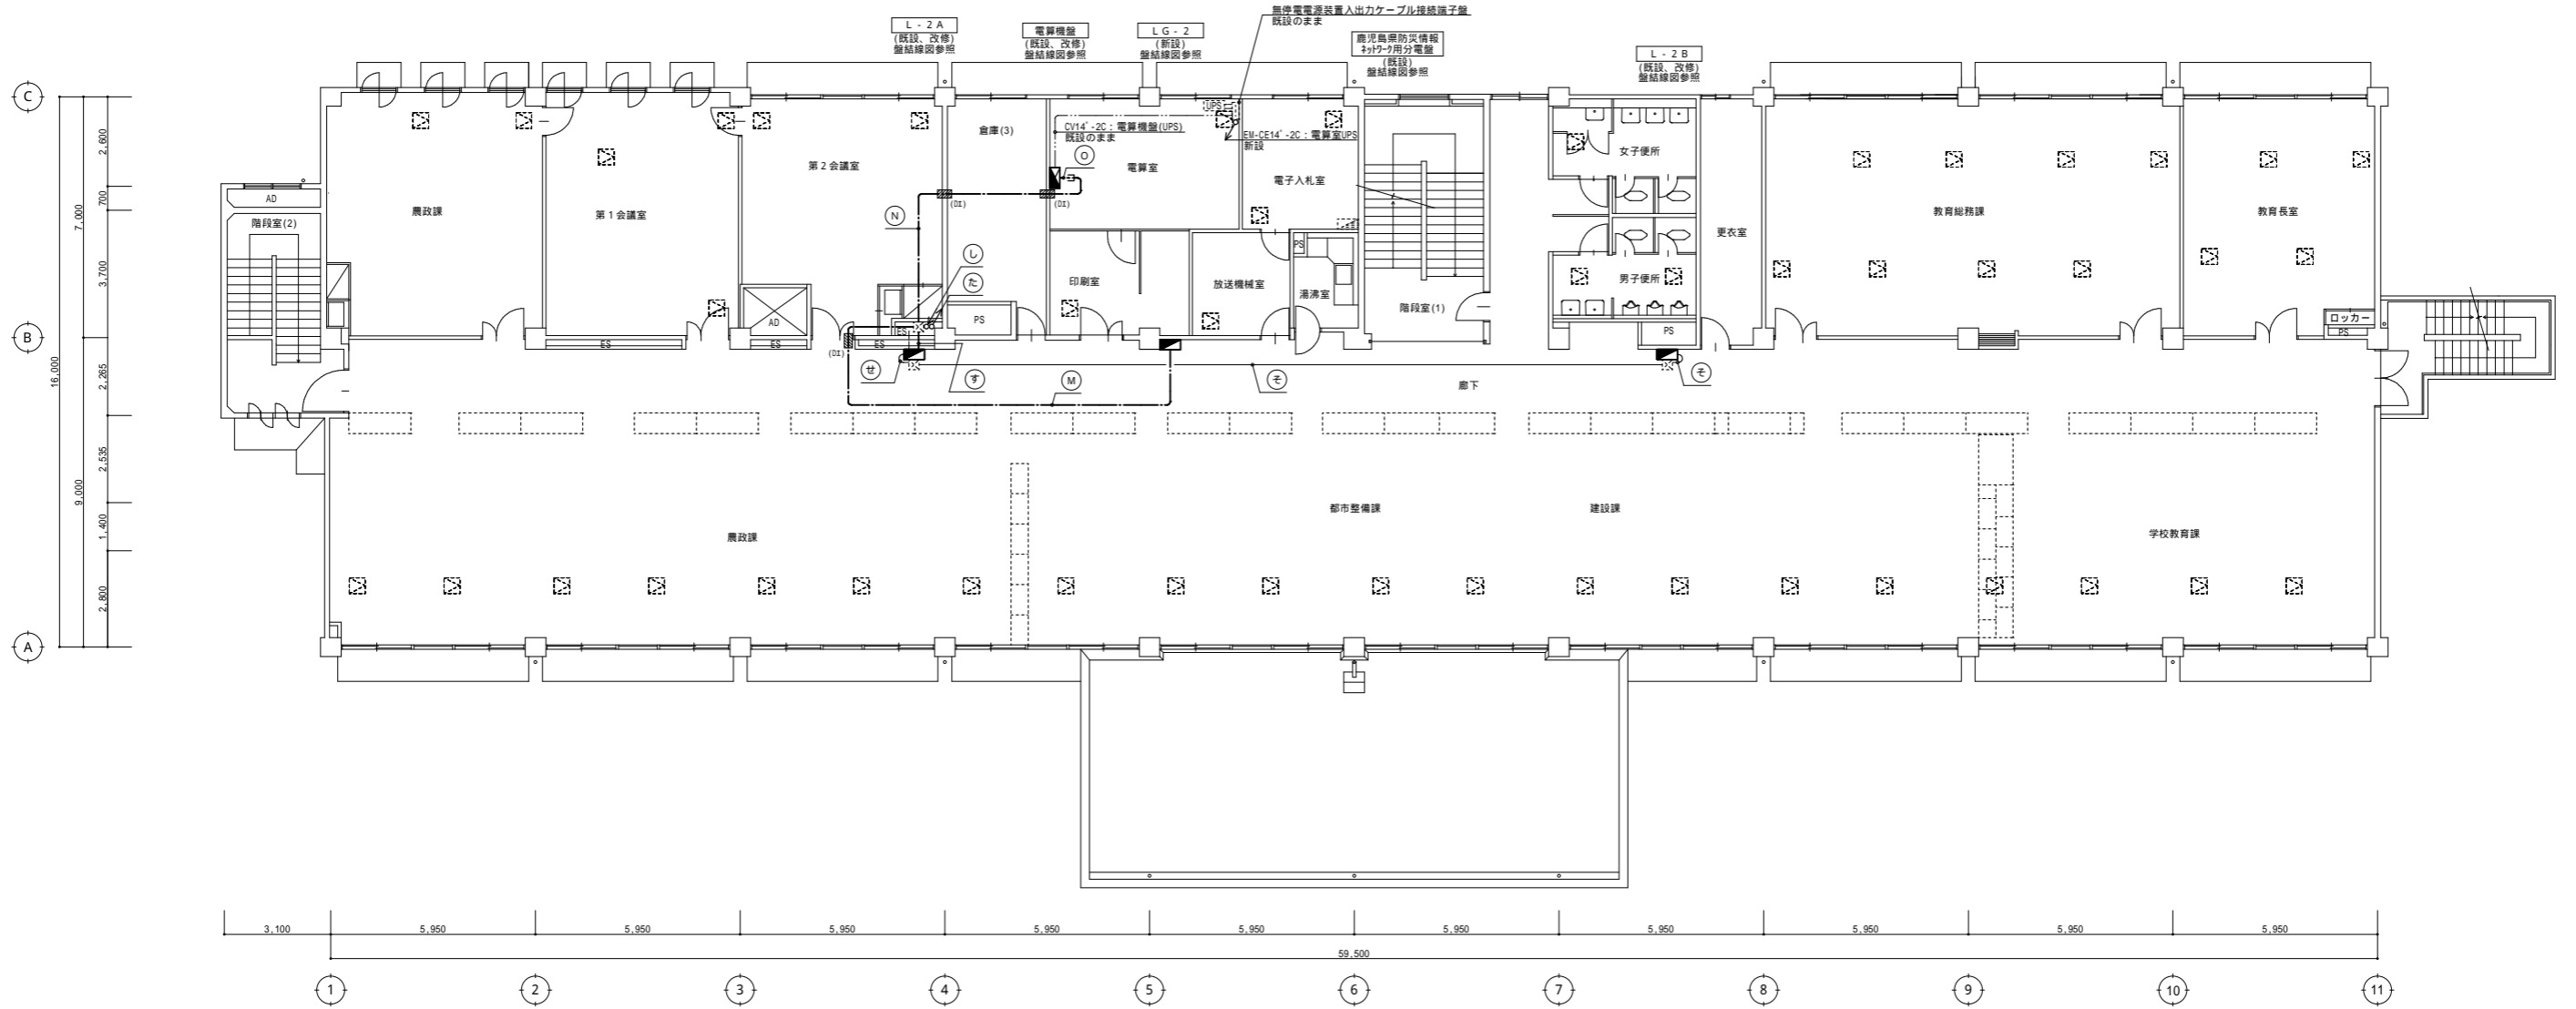 L - 2 A
(既設、改修)
盤結線図参照
電算機盤
(既設、改修)
盤結線図参照
L G - 2
(新設)
盤結線図参照
無停電電源装置入出力ケーブル接続端子盤
既設のまま
鹿児島県防災情報
ﾈｯﾄﾜｰｸ用分電盤
(既設)
盤結線図参照
L - 2 B
(既設、改修)
盤結線図参照
C
B
A
16,000
7,000
9,000
2,600
700
3,700
2,265
2,535
1,400
2,800
AD
階段室(2)
農政課
第１会議室
第２会議室
倉庫(3)
UPS
CV14゜-2C：電算機盤(UPS)
既設のまま
EM-CE14゜-2C：電算室UPS
新設
O
電算室
電子入札室
N
(DI)
(DI)
し
た
印刷室
放送機械室
PS
湯沸室
階段室(1)
女子便所
男子便所
更衣室
教育総務課
教育長室
ロッカー
PS
PS
AD
PS
ES
ES
ES
ES
(DI)
せ
す
M
そ
そ
廊下
農政課
都市整備課
建設課
学校教育課
3,100
5,950
5,950
5,950
5,950
5,950
5,950
5,950
5,950
5,950
5,950
59,500
1
2
3
4
5
6
7
8
9
10
11